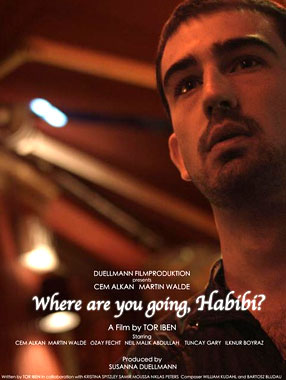 DUELLMANN FILMPRODUKTION
presents
CEM ALKAN MARTIN WALDE
Where are you going, Habibi?
A Film by TOR IBEN
Starring
CEM ALKAN MARTIN WALDE OZAY FECHT NEIL MALIK ABDULLAH TUNCAY GARY ILKNUR BOYRAZ
Produced by
SUSANNA DUELLMANN
Written by TOR IBEN in collaboration with KRISTINA SPITZLEY SAMIR MOUSSA NIKLAS PETERS Composer WILLIAM KUDAHL and BARTOSZ BLUDAU